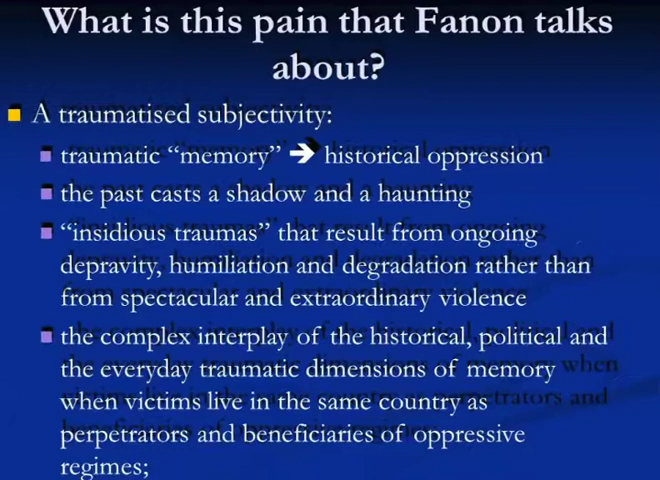 What is this pain that Fanon talks
about?
A traumatised subjectivity:
traumatic “memory” ➔ historical oppression
the past casts a shadow and a haunting
“insidious traumas” that result from ongoing
depravity, humiliation and degradation rather than
from spectacular and extraordinary violence
the complex interplay of the historical, political and
the everyday traumatic dimensions of memory
when victims live in the same country as
perpetrators and beneficiaries of oppressive
regimes;